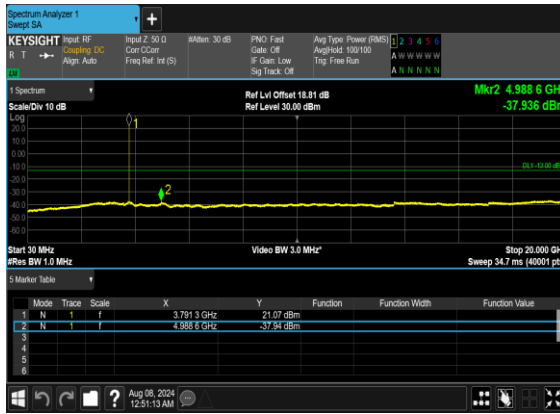 Spectrum Analyzer 1
Swept SA
KEYSIGHT
R T
Input: RF
Coupling: DC
Align: Auto
Input Z: 50 Ω
Corr CCorr
Freq Ref: Int (S)
#Atten: 30 dB
PNO: Fast
Gate: Off
IF Gain: Low
Sig Track: Off
Avg Type: Power (RMS)
Avg|Hold: 100/100
Trig: Free Run
1 2 3 4 5 6
A W W W W W
A N N N N N
1 Spectrum
Scale/Div 10 dB
Ref Lvl Offset 18.81 dB
Ref Level 30.00 dBm
Mkr2 4.988 6 GH
-37.936 dB
Log
20.0
10.0
0.00
-10.0
-20.0
-30.0
-40.0
-50.0
-60.0
1
2
DL1 -13.00 dB
Start 30 MHz
#Res BW 1.0 MHz
Video BW 3.0 MHz*
Stop 20.000 GH
Sweep 34.7 ms (40001 pt
5 Marker Table
Mode Trace Scale X Y Function Function Width Function Value
1 N 1 f 3.791 3 GHz 21.07 dBm
2 N 1 f 4.988 6 GHz -37.94 dBm
3
4
5
6
?
Aug 08, 2024
12:51:13 AM